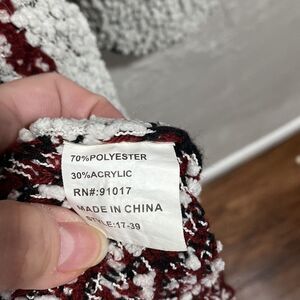 70%POLYESTER
30%ACRYLIC
RN#:91017
MADE IN CHINA
STYLE:17-39